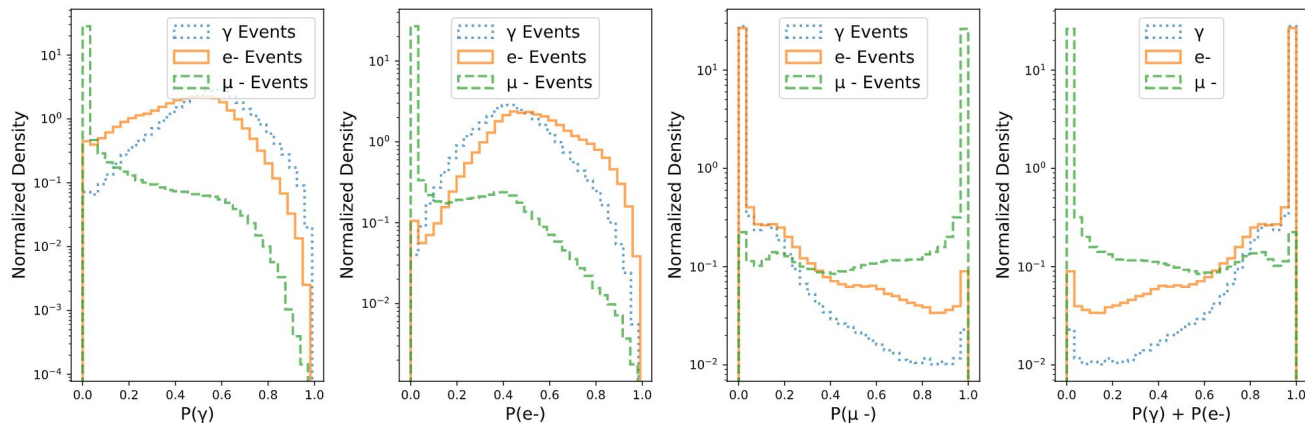 γ Events
e- Events
μ - Events
Normalized Density
10¹
10⁰
10⁻¹
10⁻²
10⁻³
10⁻⁴
0.0 0.2 0.4 0.6 0.8 1.0
P(γ)
γ Events
e- Events
μ - Events
Normalized Density
10¹
10⁰
10⁻¹
10⁻²
0.0 0.2 0.4 0.6 0.8 1.0
P(e-)
γ Events
e- Events
μ - Events
Normalized Density
10¹
10⁰
10⁻¹
10⁻²
0.0 0.2 0.4 0.6 0.8 1.0
P(μ -)
γ
e-
μ -
Normalized Density
10¹
10⁰
10⁻¹
10⁻²
0.0 0.2 0.4 0.6 0.8 1.0
P(γ) + P(e-)